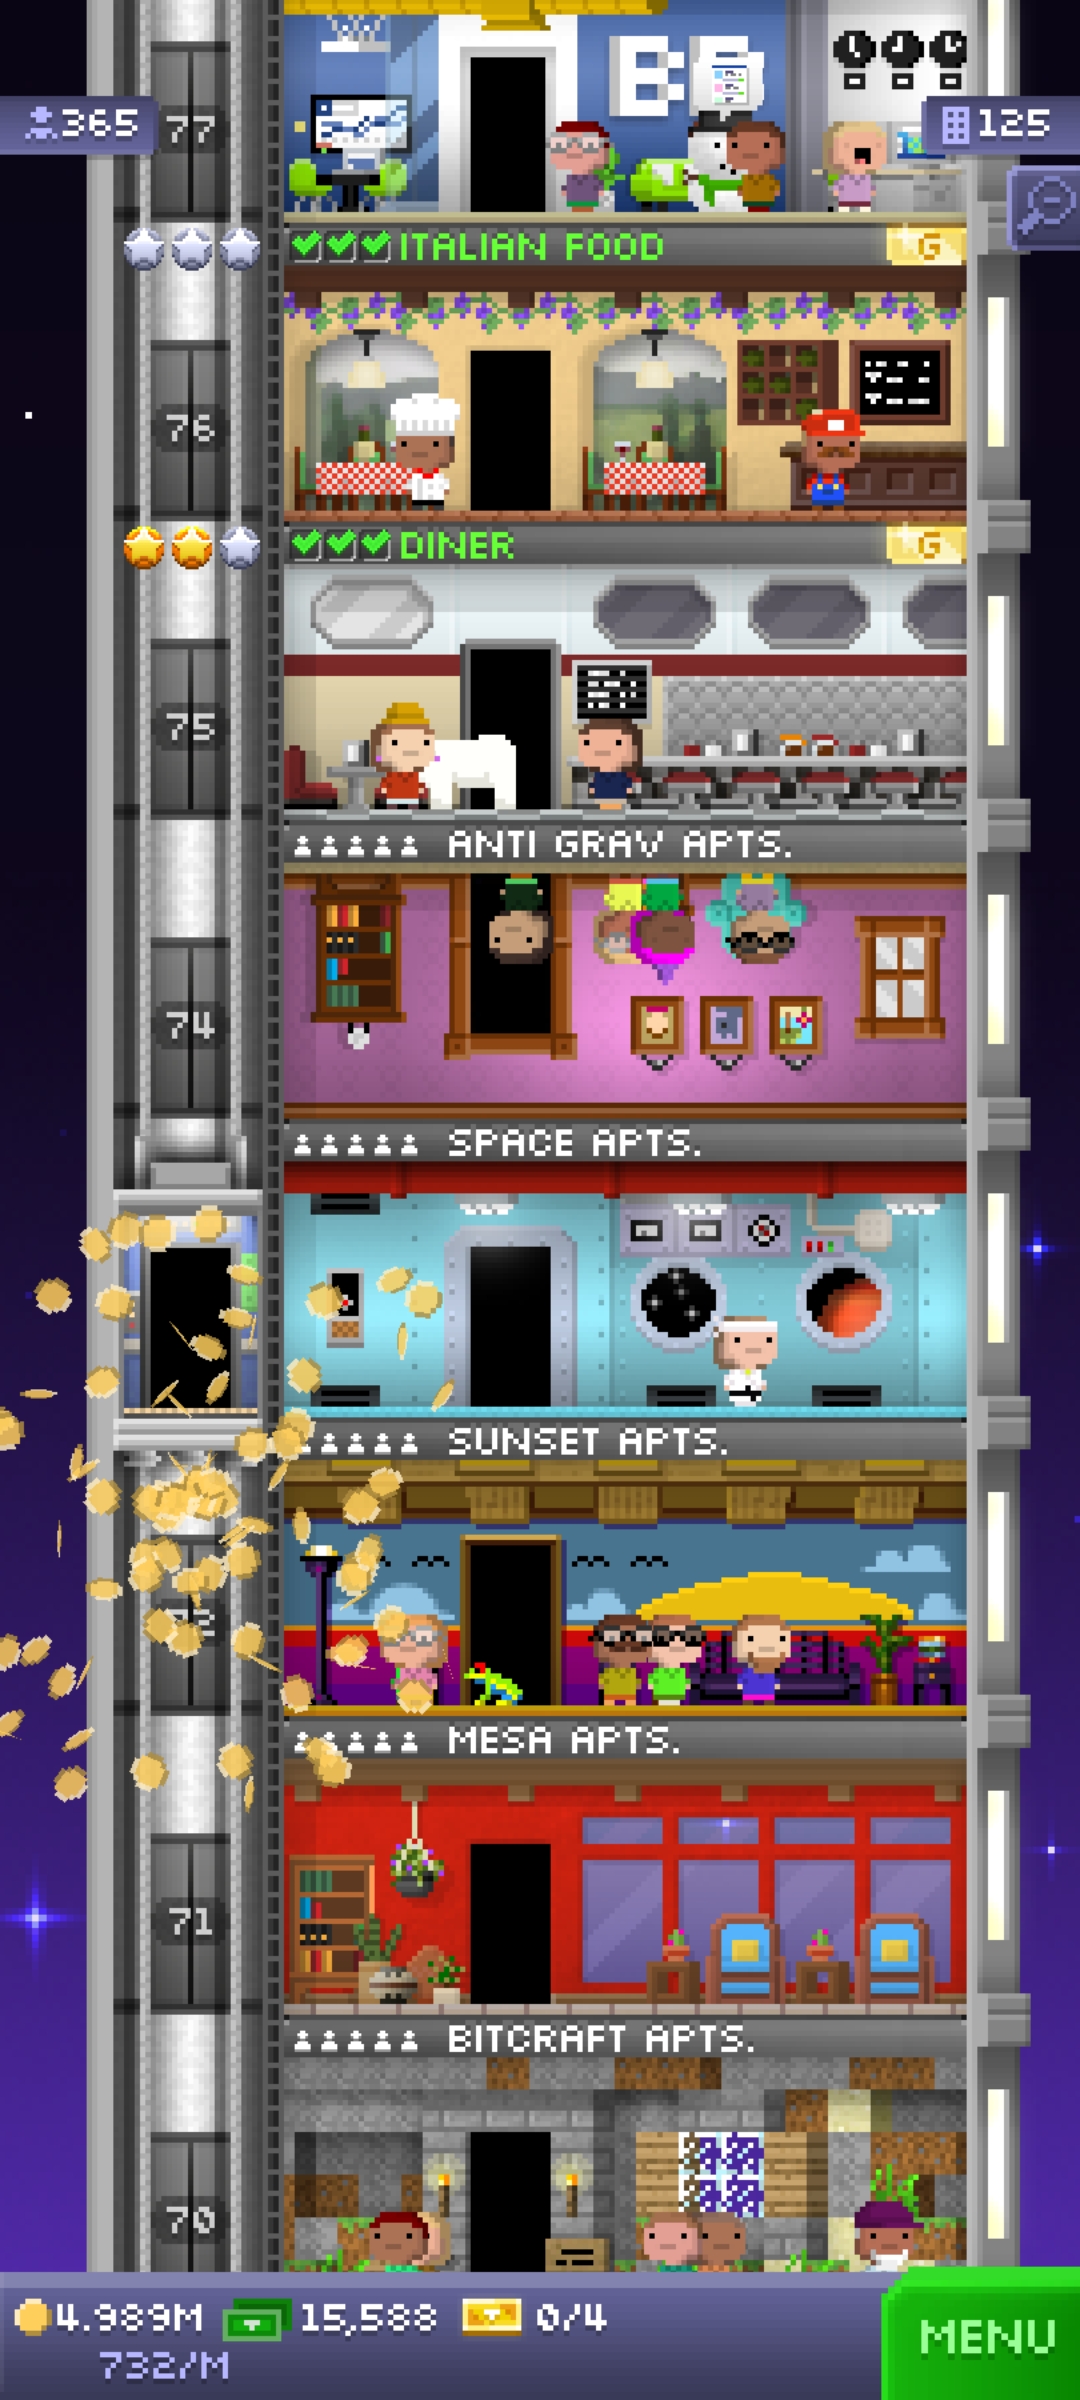 365
77
125
ITALIAN FOOD
G
76
DINER
G
75
ANTI GRAV APTS.
74
SPACE APTS.
SUNSET APTS.
MESA APTS.
71
BITCRAFT APTS.
70
4.989M
15,588
0/4
MENU
732/M